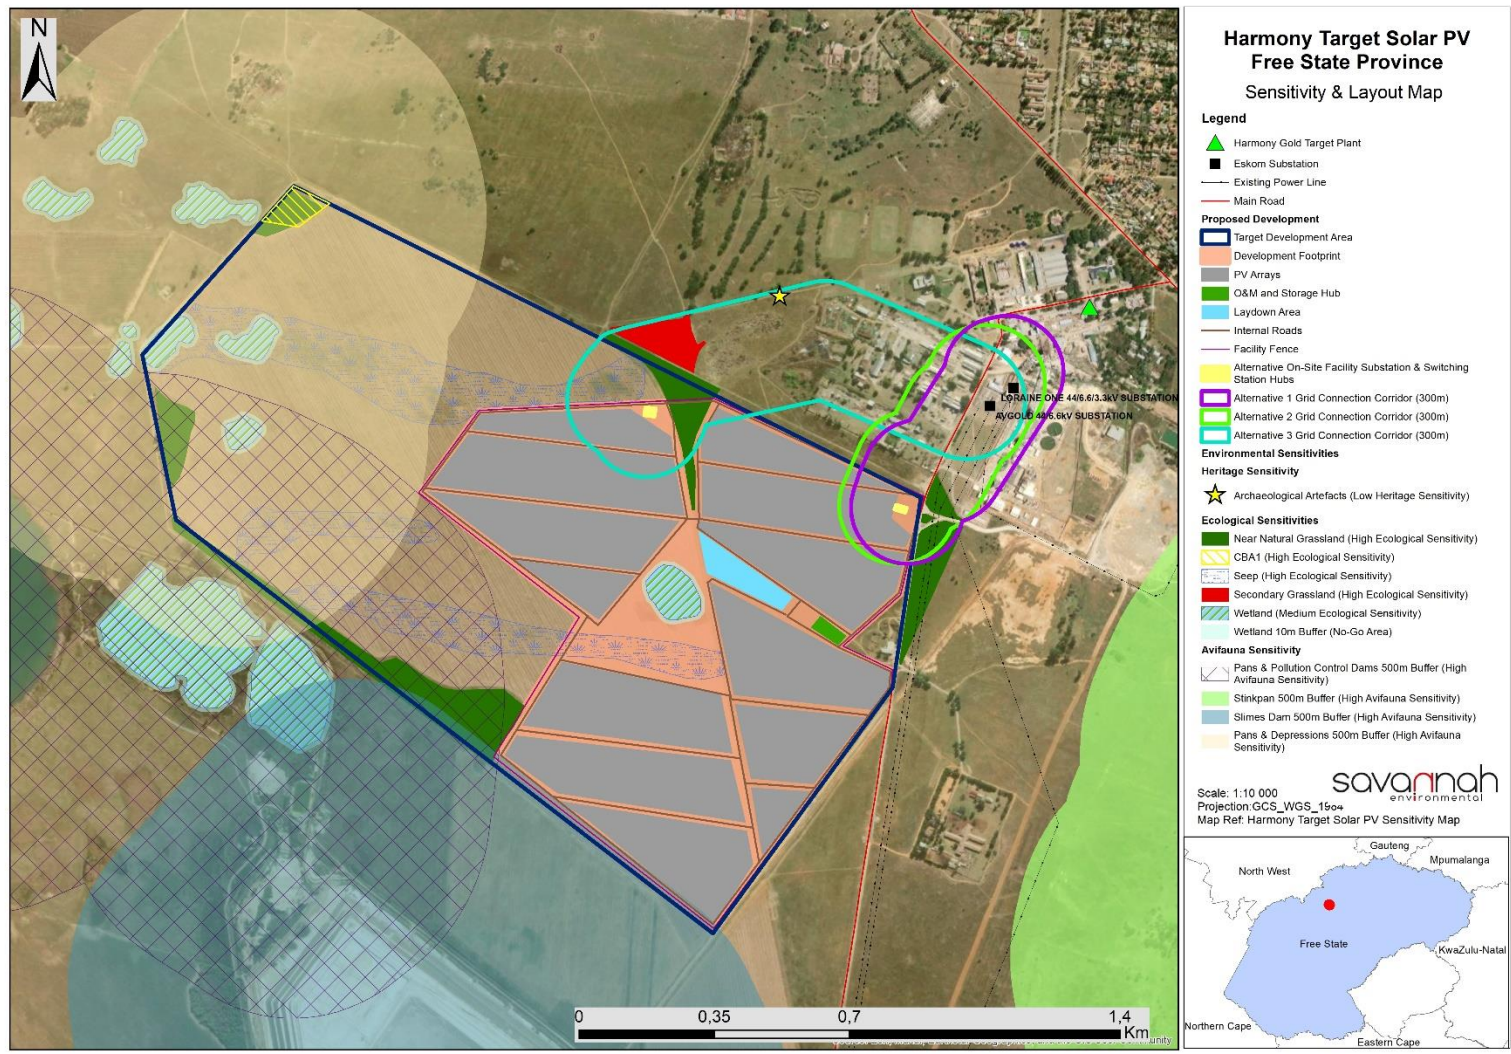 N
LORAINE ONE 44/6.6/3.3kV SUBSTATION
AVGOLD 44/6.6kV SUBSTATION
0
0,35
0,7
1,4
Km
Harmony Target Solar PV
Free State Province
Sensitivity & Layout Map
Legend
Harmony Gold Target Plant
Eskom Substation
Existing Power Line
Main Road
Proposed Development
Target Development Area
Development Footprint
PV Arrays
O&M and Storage Hub
Laydown Area
Internal Roads
Facility Fence
Alternative On-Site Facility Substation & Switching
Station Hubs
Alternative 1 Grid Connection Corridor (300m)
Alternative 2 Grid Connection Corridor (300m)
Alternative 3 Grid Connection Corridor (300m)
Environmental Sensitivities
Heritage Sensitivity
Archaeological Artefacts (Low Heritage Sensitivity)
Ecological Sensitivities
Near Natural Grassland (High Ecological Sensitivity)
CBA1 (High Ecological Sensitivity)
Seep (High Ecological Sensitivity)
Secondary Grassland (High Ecological Sensitivity)
Wetland (Medium Ecological Sensitivity)
Wetland 10m Buffer (No-Go Area)
Avifauna Sensitivity
Pans & Pollution Control Dams 500m Buffer (High
Avifauna Sensitivity)
Stinkpan 500m Buffer (High Avifauna Sensitivity)
Slimes Dam 500m Buffer (High Avifauna Sensitivity)
Pans & Depressions 500m Buffer (High Avifauna
Sensitivity)
savannah
environmental
Scale: 1:10 000
Projection:GCS_WGS_1984
Map Ref: Harmony Target Solar PV Sensitivity Map
Gauteng
Mpumalanga
North West
Free State
KwaZulu-Natal
Northern Cape
Eastern Cape